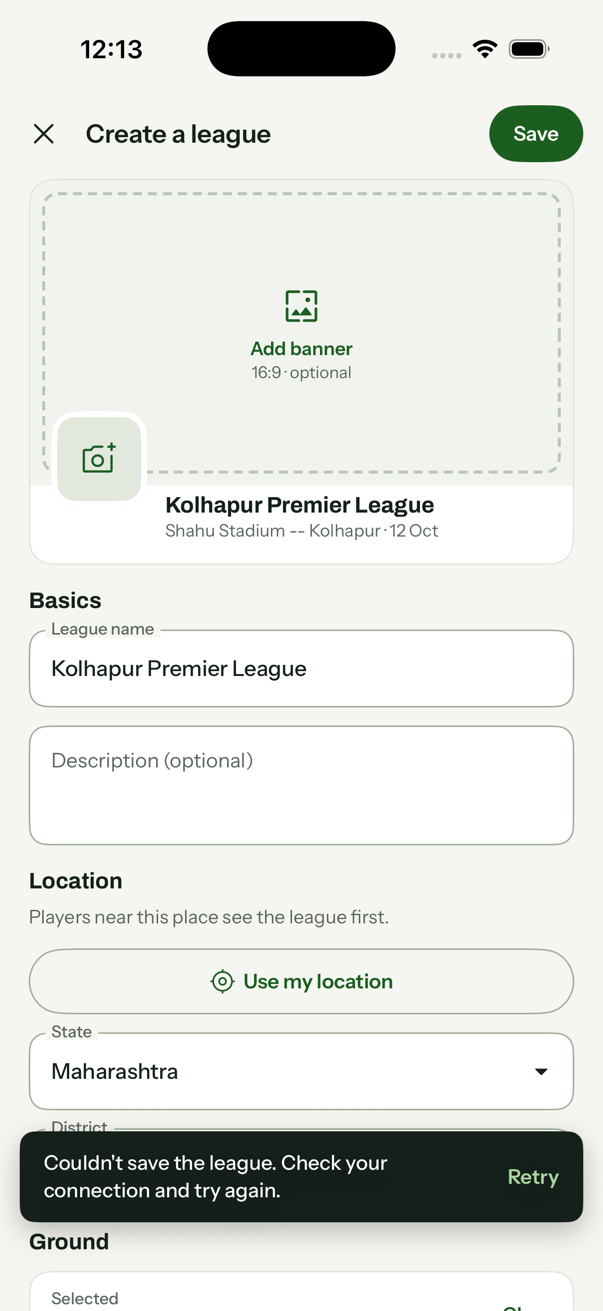 12:13
Create a league
Save
Add banner
16:9 · optional
Kolhapur Premier League
Shahu Stadium -- Kolhapur · 12 Oct
Basics
League name
Kolhapur Premier League
Description (optional)
Location
Players near this place see the league first.
Use my location
State
Maharashtra
District
Couldn't save the league. Check your
connection and try again.
Retry
Ground
Selected